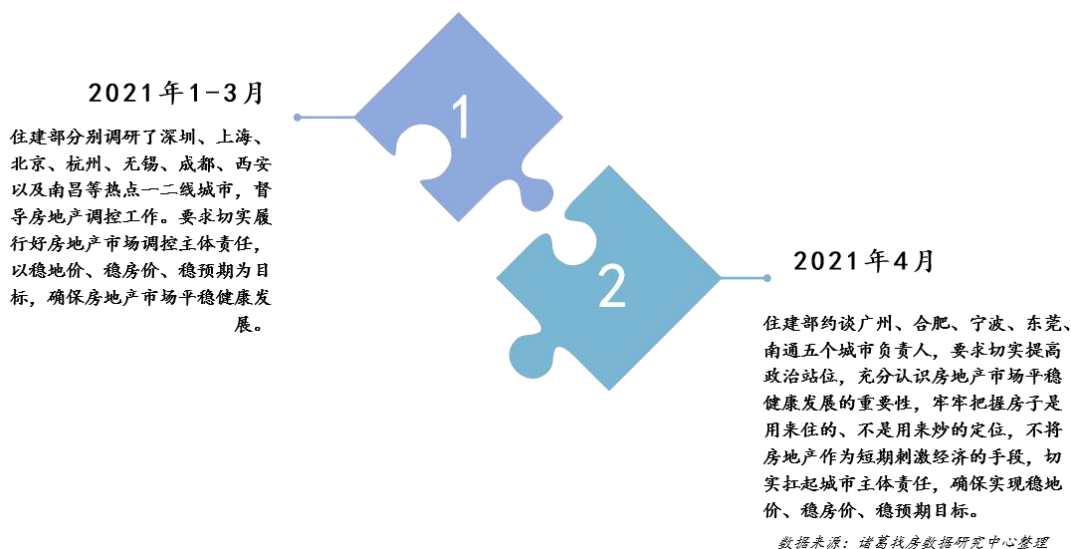 2021年1-3月
住建部分别调研了深圳、上海、
北京、杭州、无锡、成都、西安
以及南昌等热点一二线城市，督
导房地产调控工作。要求切实履
行好房地产市场调控主体责任，
以稳地价、稳房价、稳预期为目
标，确保房地产市场平稳健康发
展。
1
2
2021年4月
住建部约谈广州、合肥、宁波、东莞、
南通五个城市负责人，要求切实提高
政治站位，充分认识房地产市场平稳
健康发展的重要性，牢牢把握房子是
用来住的、不是用来炒的定位，不将
房地产作为短期刺激经济的手段，切
实扛起城市主体责任，确保实现稳地
价、稳房价、稳预期目标。
数据来源：诸葛找房数据研究中心整理